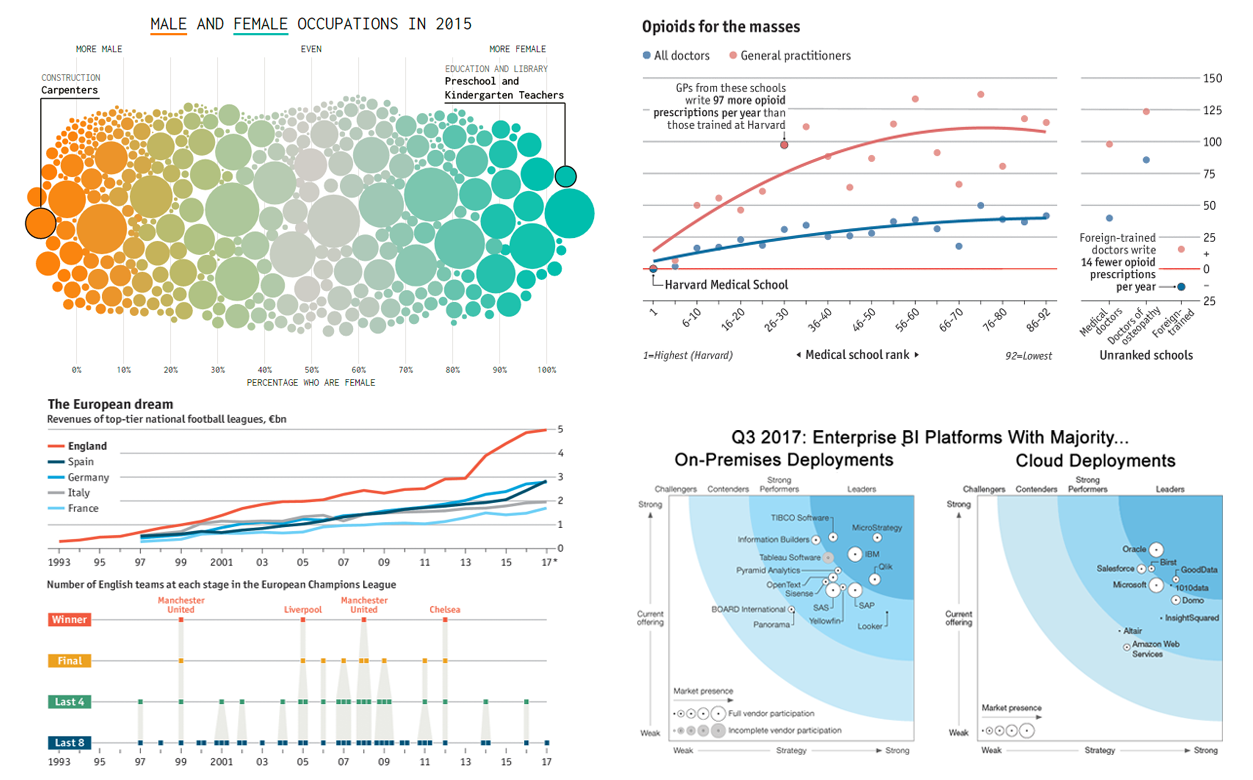 MALE AND FEMALE OCCUPATIONS IN 2015
MORE MALE
EVEN
MORE FEMALE
CONSTRUCTION
Carpenters
EDUCATION AND LIBRARY
Preschool and
Kindergarten Teachers
0%
10%
20%
30%
40%
50%
60%
70%
80%
90%
100%
PERCENTAGE WHO ARE FEMALE
Opioids for the masses
All doctors
General practitioners
GPs from these schools
write 97 more opioid
prescriptions per year than
those trained at Harvard
150
125
100
75
50
25
+
0
–
25
Harvard Medical School
Foreign-trained
doctors write
14 fewer opioid
prescriptions
per year
1
6-10
16-20
26-30
36-40
46-50
56-60
66-70
76-80
86-92
Medical
doctors
Doctors of
osteopathy
Foreign-
trained
1=Highest (Harvard)
Medical school rank
92=Lowest
Unranked schools
The European dream
Revenues of top-tier national football leagues, €bn
England
Spain
Germany
Italy
France
5
4
3
2
1
0
1993
95
97
99
2001
03
05
07
09
11
13
15
17*
Number of English teams at each stage in the European Champions League
Manchester
United
Liverpool
Manchester
United
Chelsea
Winner
Final
Last 4
Last 8
1993
95
97
99
2001
03
05
07
09
11
13
15
17
Q3 2017: Enterprise BI Platforms With Majority...
On-Premises Deployments
Cloud Deployments
Challengers
Contenders
Strong
Performers
Leaders
Strong
Current
offering
Weak
TIBCO Software
MicroStrategy
Information Builders
IBM
Tableau Software
Pyramid Analytics
Qlik
OpenText
Sisense
BOARD International
SAS
SAP
Panorama
Yellowfin
Looker
Market presence
Full vendor participation
Incomplete vendor participation
Weak
Strategy
Strong
Challengers
Contenders
Strong
Performers
Leaders
Strong
Current
offering
Weak
Oracle
Birst
Salesforce
GoodData
Microsoft
1010data
Domo
InsightSquared
Altair
Amazon Web
Services
Market presence
Weak
Strategy
Strong